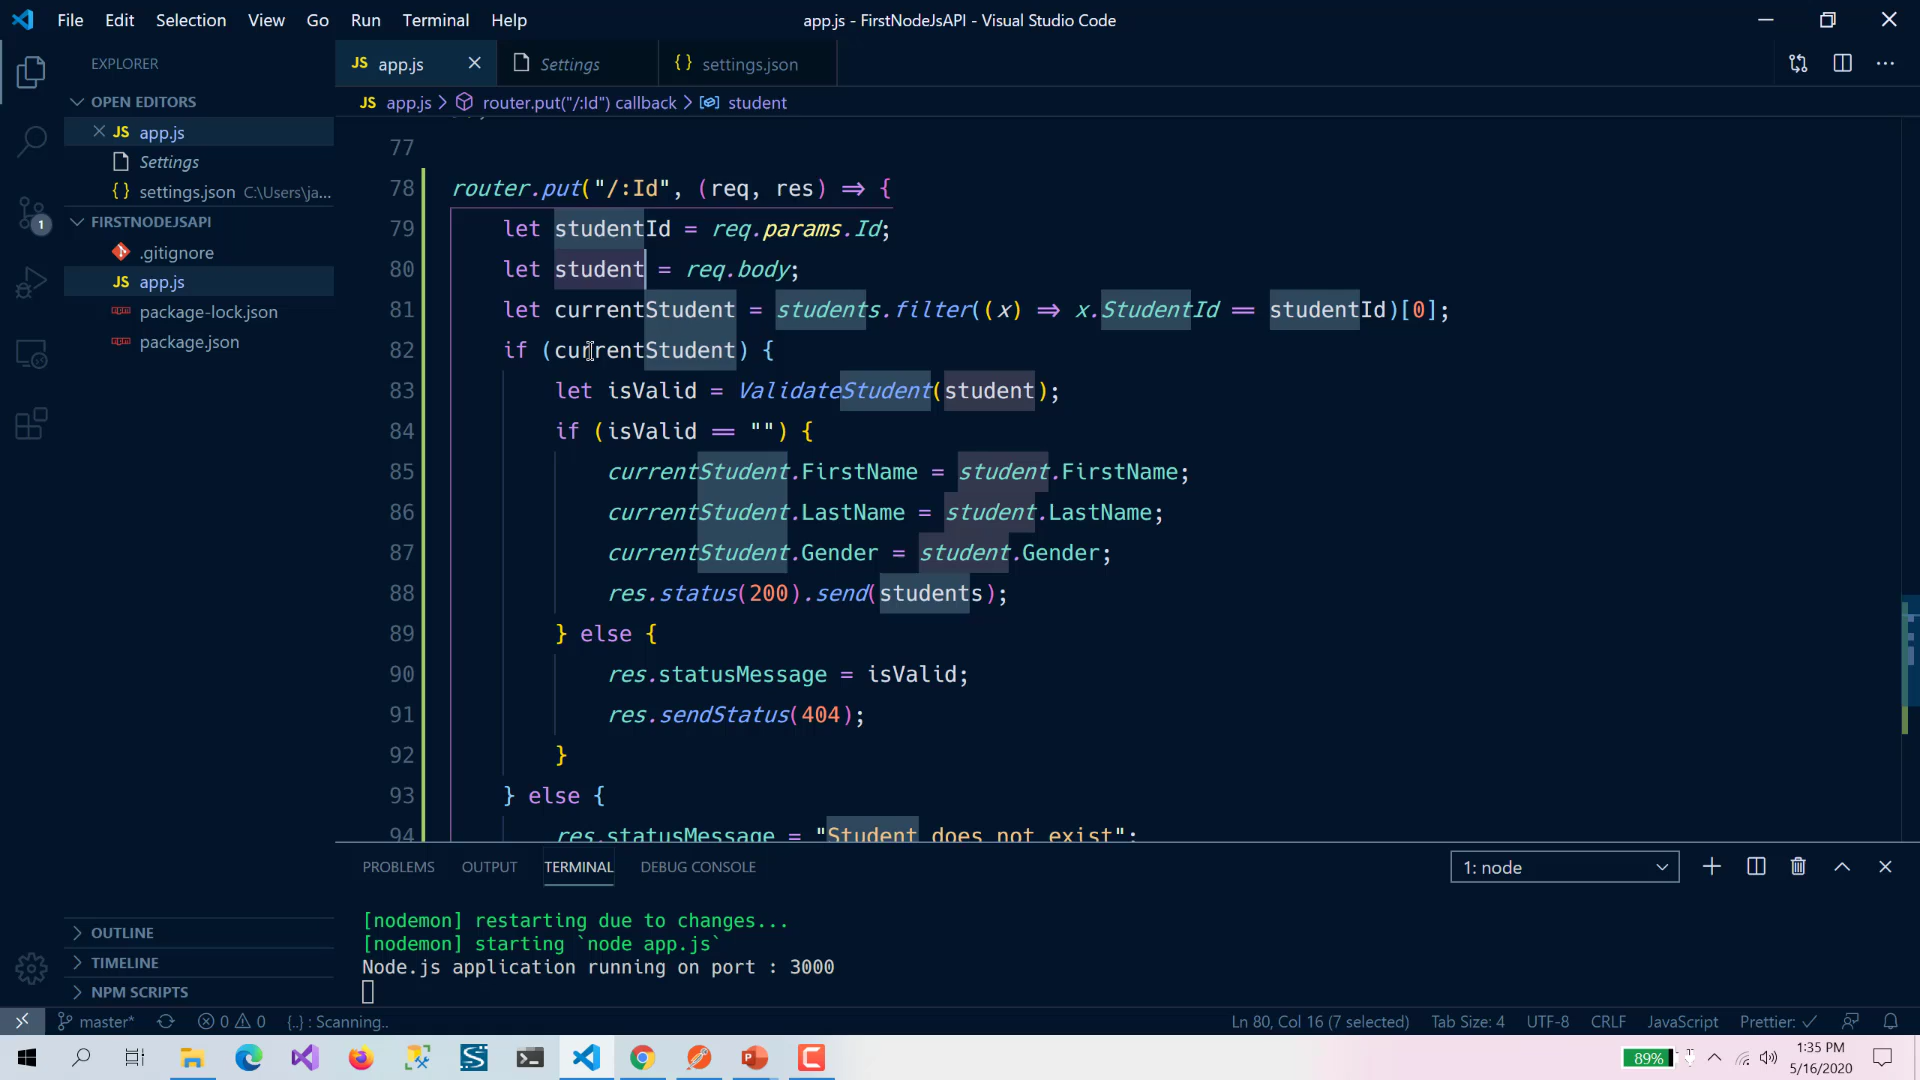 File Edit Selection View Go Run Terminal Help
app.js - FirstNodeJsAPI - Visual Studio Code
EXPLORER
OPEN EDITORS
JS app.js
Settings
{} settings.json C:\Users\ja...
FIRSTNODEJSAPI
.gitignore
JS app.js
package-lock.json
package.json
OUTLINE
TIMELINE
NPM SCRIPTS
JS app.js
Settings
{} settings.json
JS app.js > router.put("/:Id") callback > student
77
78 router.put("/:Id", (req, res) => {
79 let studentId = req.params.Id;
80 let student = req.body;
81 let currentStudent = students.filter((x) => x.StudentId == studentId)[0];
82 if (currentStudent) {
83 let isValid = ValidateStudent(student);
84 if (isValid == "") {
85 currentStudent.FirstName = student.FirstName;
86 currentStudent.LastName = student.LastName;
87 currentStudent.Gender = student.Gender;
88 res.status(200).send(students);
89 } else {
90 res.statusMessage = isValid;
91 res.sendStatus(404);
92 }
93 } else {
94 res.statusMessage = "Student does not exist";
PROBLEMS OUTPUT TERMINAL DEBUG CONSOLE
1: node
[nodemon] restarting due to changes...
[nodemon] starting `node app.js`
Node.js application running on port : 3000
1
master* 0 0 {..} : Scanning..
Ln 80, Col 16 (7 selected) Tab Size: 4 UTF-8 CRLF JavaScript Prettier: ✓
89%
1:35 PM
5/16/2020